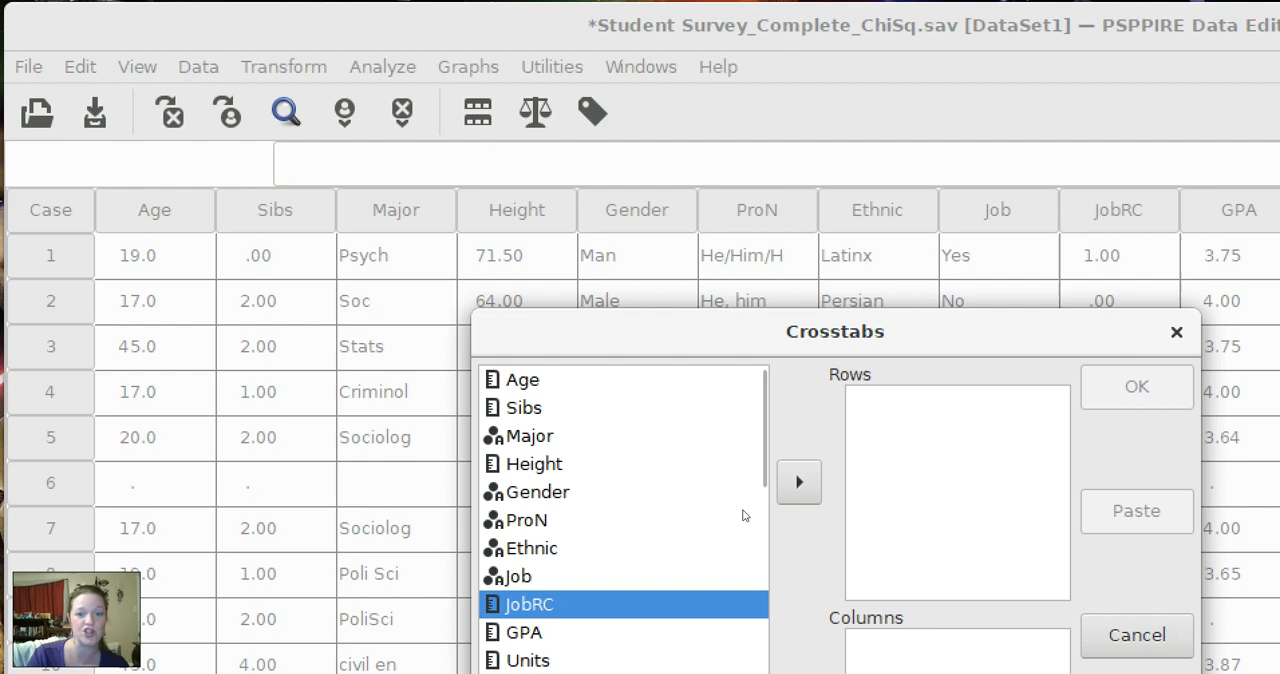 *Student Survey_Complete_ChiSq.sav [DataSet1] — PSPPIRE Data Edit
File Edit View Data Transform Analyze Graphs Utilities Windows Help
Case Age Sibs Major Height Gender ProN Ethnic Job JobRC GPA
1 19.0 .00 Psych 71.50 Man He/Him/H Latinx Yes 1.00 3.75
2 17.0 2.00 Soc 64.00 Male He, him Persian No .00 4.00
3 45.0 2.00 Stats 3.75
4 17.0 1.00 Criminol 4.00
5 20.0 2.00 Sociolog 3.64
6 . . .
7 17.0 2.00 Sociolog 4.00
1.00 Poli Sci 3.65
2.00 PoliSci .
4.00 civil en 3.87
Crosstabs
Age
Sibs
Major
Height
Gender
ProN
Ethnic
Job
JobRC
GPA
Units
Rows
Columns
OK
Paste
Cancel